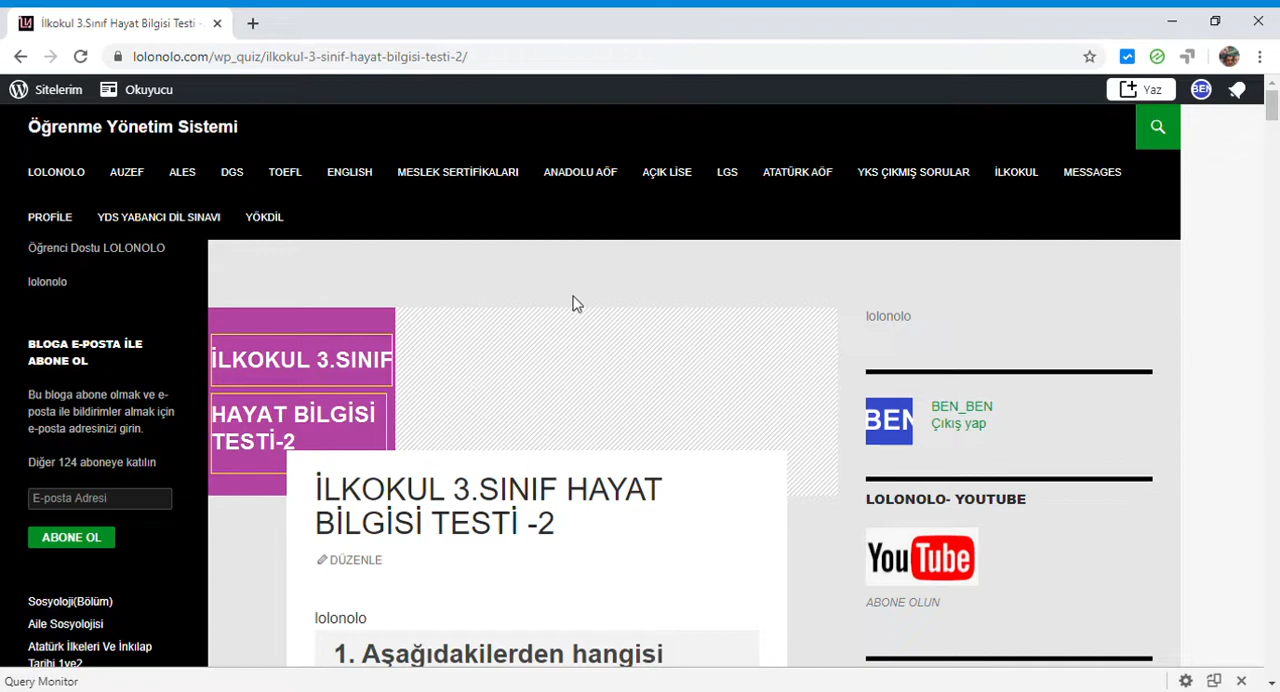 İlkokul 3.Sınıf Hayat Bilgisi Testi -
lolonolo.com/wp_quiz/ilkokul-3-sinif-hayat-bilgisi-testi-2/
Sitelerim
Okuyucu
Yaz
BEN
Öğrenme Yönetim Sistemi
LOLONOLO
AUZEF
ALES
DGS
TOEFL
ENGLISH
MESLEK SERTİFİKALARI
ANADOLU AÖF
AÇIK LİSE
LGS
ATATÜRK AÖF
YKS ÇIKMIŞ SORULAR
İLKOKUL
MESSAGES
PROFİLE
YDS YABANCI DİL SINAVI
YÖKDİL
Öğrenci Dostu LOLONOLO
lolonolo
BLOGA E-POSTA İLE
ABONE OL
Bu bloga abone olmak ve e-
posta ile bildirimler almak için
e-posta adresinizi girin.
Diğer 124 aboneye katılın
E-posta Adresi
ABONE OL
Sosyoloji(Bölüm)
Aile Sosyolojisi
Atatürk İlkeleri Ve İnkılap
Tarihi 1ve2
İLKOKUL 3.SINIF
HAYAT BİLGİSİ
TESTİ-2
İLKOKUL 3.SINIF HAYAT
BİLGİSİ TESTİ -2
DÜZENLE
lolonolo
1. Aşağıdakilerden hangisi
lolonolo
BEN
BEN_BEN
Çıkış yap
LOLONOLO- YOUTUBE
YouTube
ABONE OLUN
Query Monitor